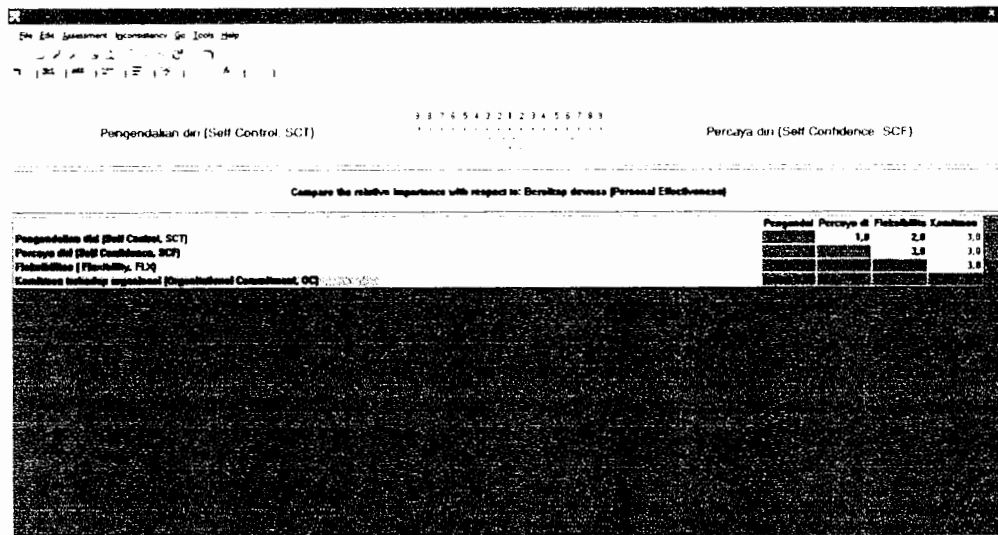 File Edit Assessment Inconsistency Go Tools Help
9 8 7 6 5 4 3 2 1 2 3 4 5 6 7 8 9
Pengendalian diri (Self Control, SCT)
Percaya diri (Self Confidence, SCF)
Compare the relative importance with respect to: Bersikap dewasa (Personal Effectiveness)
Pengendal Percaya di Fleksibilitas Komitmen
Pengendalian diri (Self Control, SCT) 1,0 2,0 3,0
Percaya diri (Self Confidence, SCF) 3,0
Fleksibilitas ( Flexibility, FLX) 3,0
Komitmen terhadap (Organizational Commitment, OC)